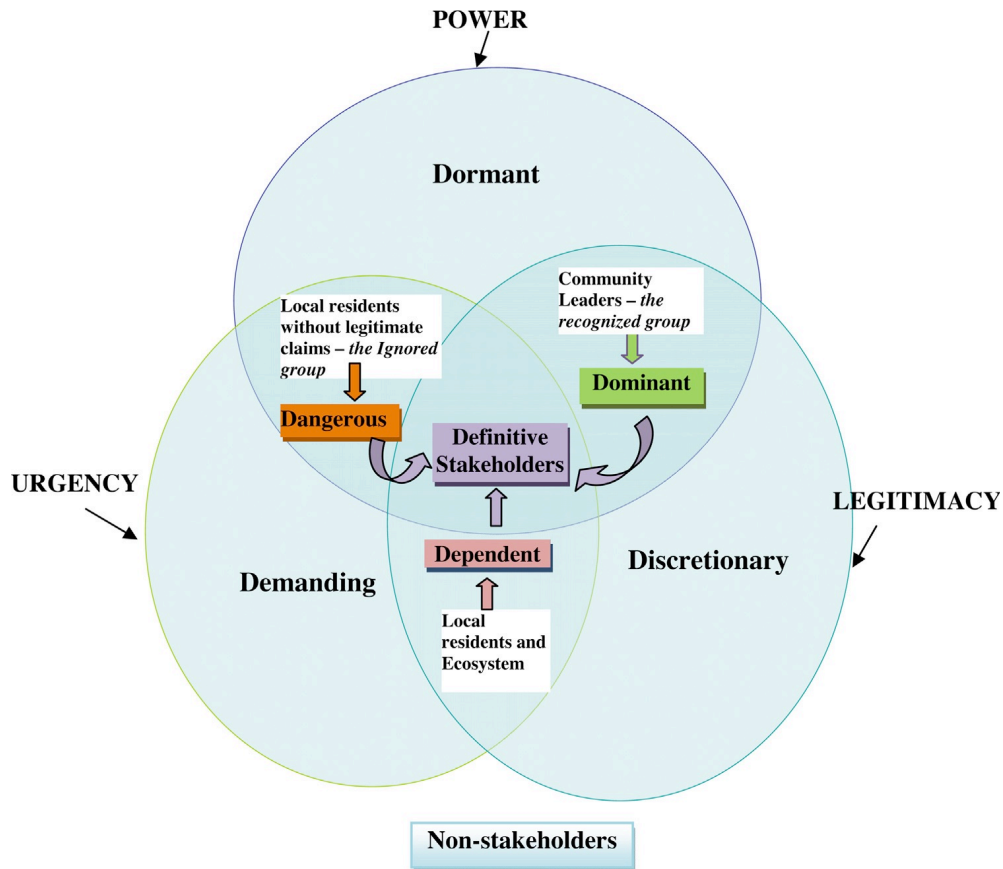 POWER
Dormant
Community
Leaders – the
recognized group
Local residents
without legitimate
claims – the Ignored
group
Dominant
Dangerous
Definitive
Stakeholders
URGENCY
LEGITIMACY
Dependent
Discretionary
Demanding
Local
residents and
Ecosystem
Non-stakeholders